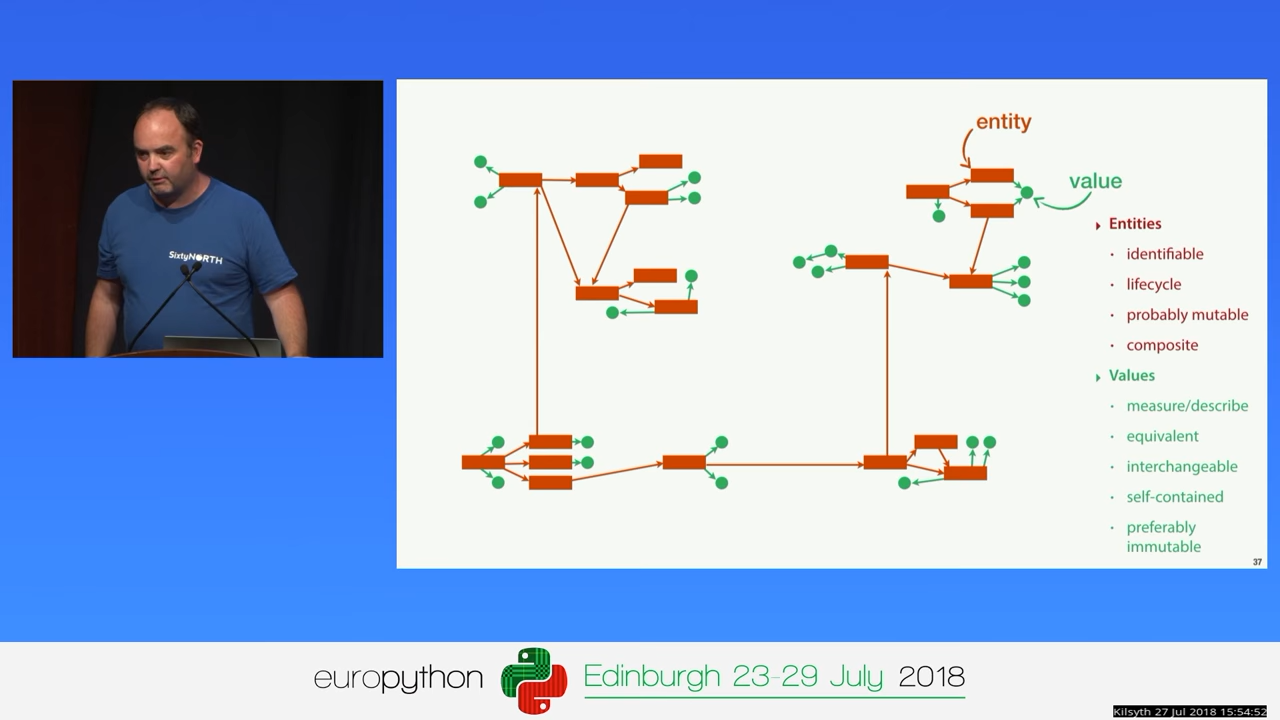 SixtyNORTH
entity
value
Entities
identifiable
lifecycle
probably mutable
composite
Values
measure/describe
equivalent
interchangeable
self-contained
preferably
immutable
37
europython
Edinburgh 23-29 July 2018
Kilsyth 27 Jul 2018 15:54:52